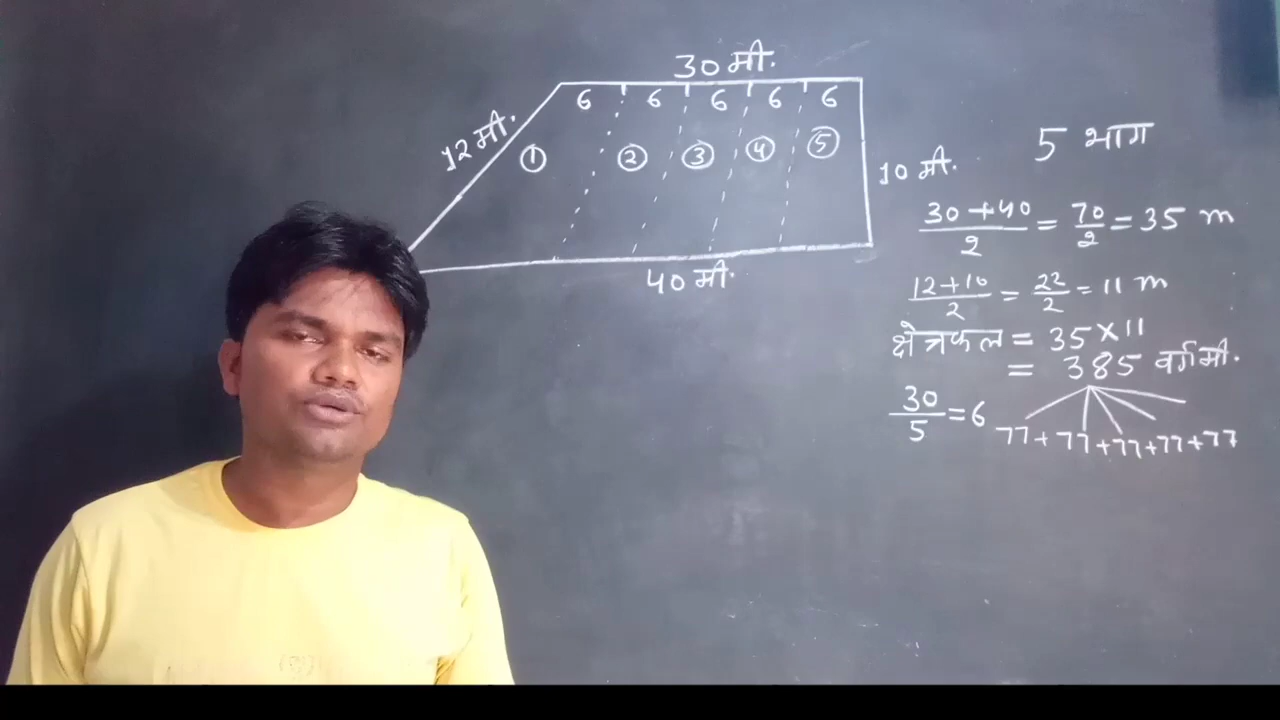 30 मी.
6 6 6 6 6
12 मी.
① ② ③ ④ ⑤
10 मी.
40 मी.
5 भाग
30+40/2 = 70/2 = 35 m
12+10/2 = 22/2 = 11 m
क्षेत्रफल = 35 × 11
= 385 वर्ग मी.
30/5 = 6
77 + 77 + 77 + 77 + 77